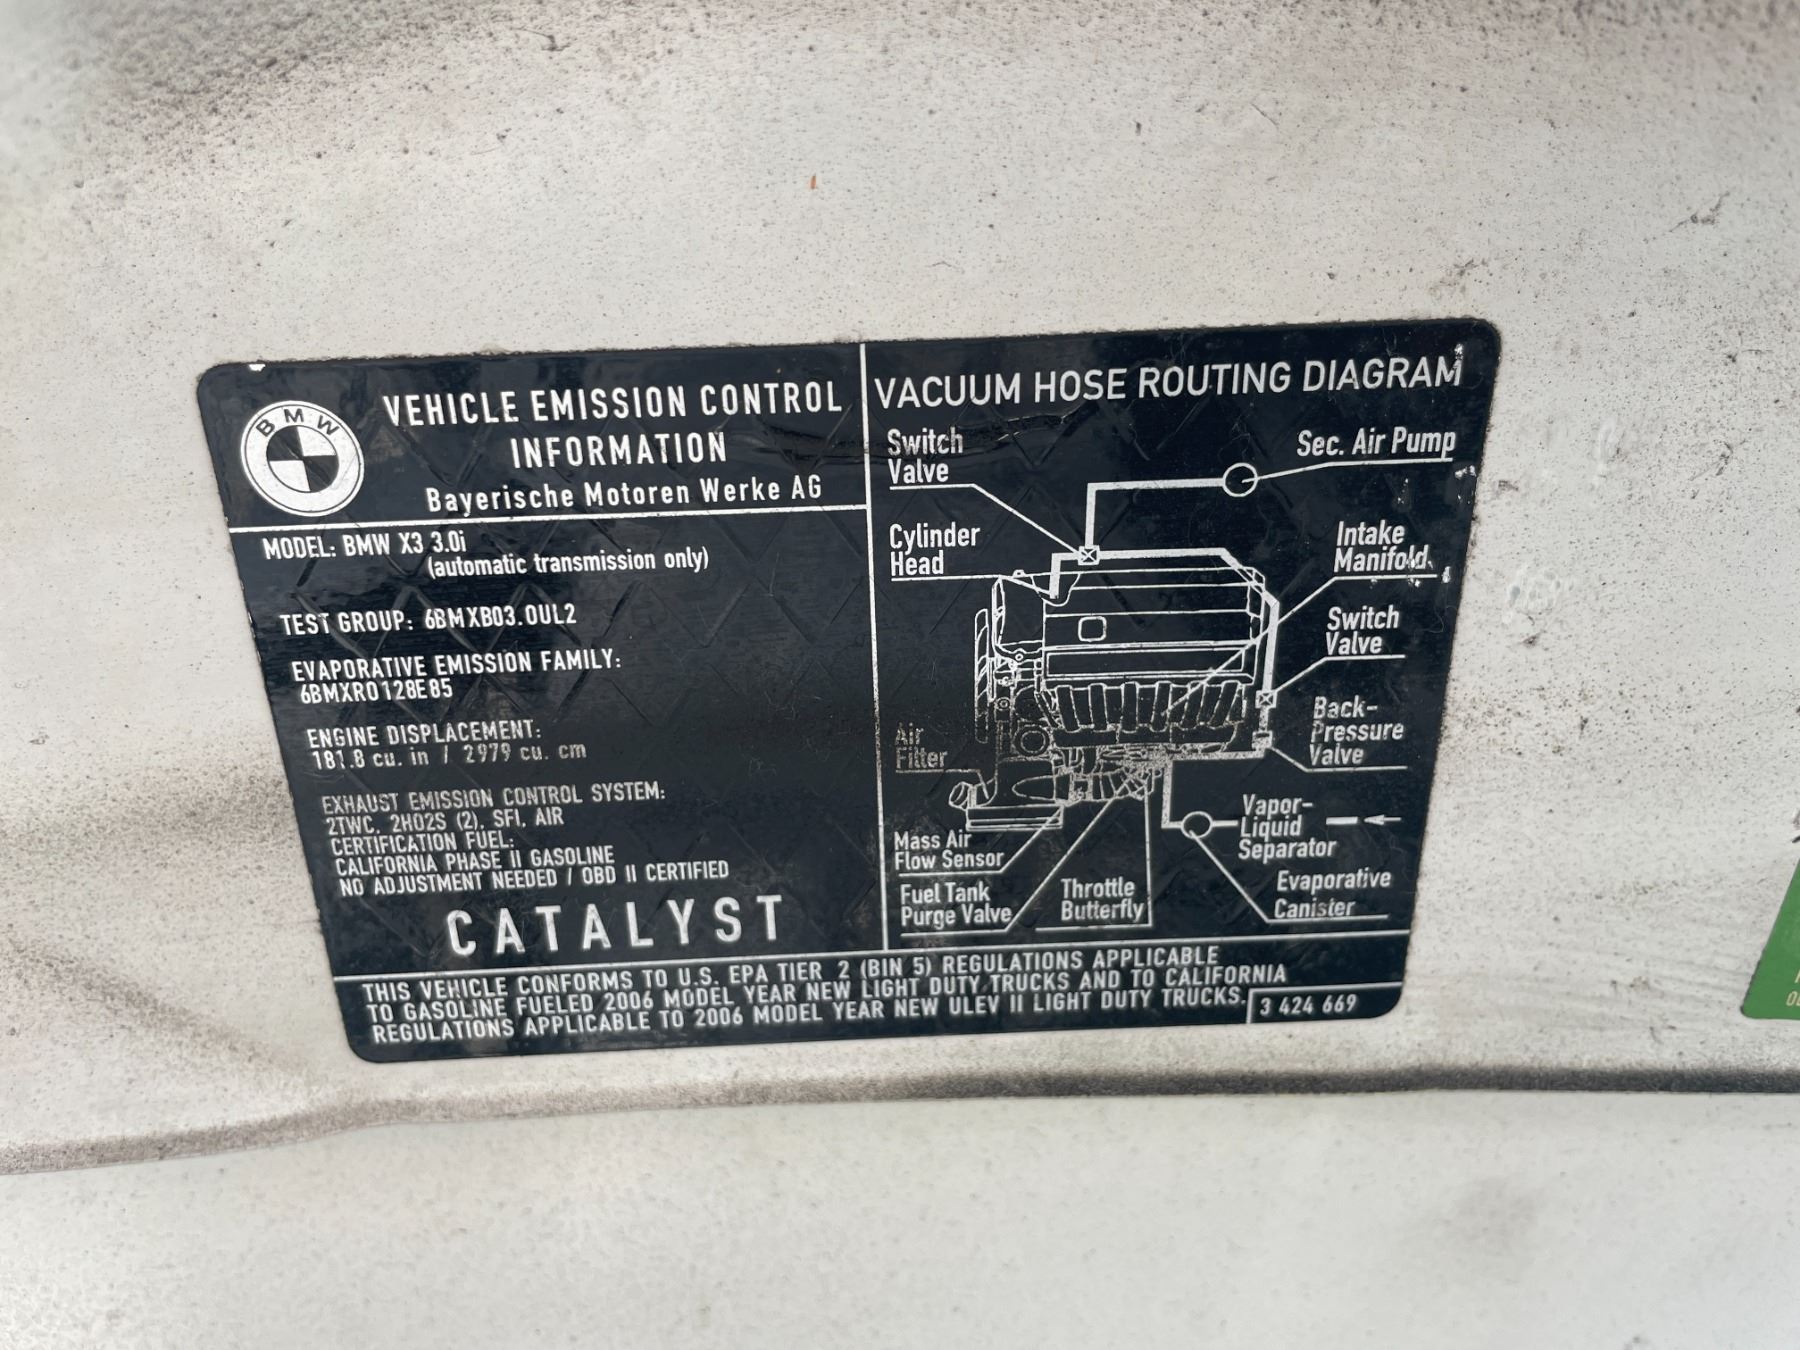 BMW
VEHICLE EMISSION CONTROL
INFORMATION
Bayerische Motoren Werke AG
MODEL: BMW X3 3.0i
(automatic transmission only)
TEST GROUP: 6BMXB03.0UL2
EVAPORATIVE EMISSION FAMILY:
6BMXR0128E85
ENGINE DISPLACEMENT:
181.8 cu. in / 2979 cu. cm
EXHAUST EMISSION CONTROL SYSTEM:
2TWC, 2HO2S (2), SFI, AIR
CERTIFICATION FUEL:
CALIFORNIA PHASE II GASOLINE
NO ADJUSTMENT NEEDED / OBD II CERTIFIED
CATALYST
VACUUM HOSE ROUTING DIAGRAM
Switch
Valve
Sec. Air Pump
Cylinder
Head
Intake
Manifold
Switch
Valve
Back-
Pressure
Valve
Air
Filter
Vapor-
Liquid
Separator
Mass Air
Flow Sensor
Evaporative
Canister
Fuel Tank
Purge Valve
Throttle
Butterfly
THIS VEHICLE CONFORMS TO U.S. EPA TIER 2 (BIN 5) REGULATIONS APPLICABLE
TO GASOLINE FUELED 2006 MODEL YEAR NEW LIGHT DUTY TRUCKS AND TO CALIFORNIA
REGULATIONS APPLICABLE TO 2006 MODEL YEAR NEW ULEV II LIGHT DUTY TRUCKS.
3 424 669